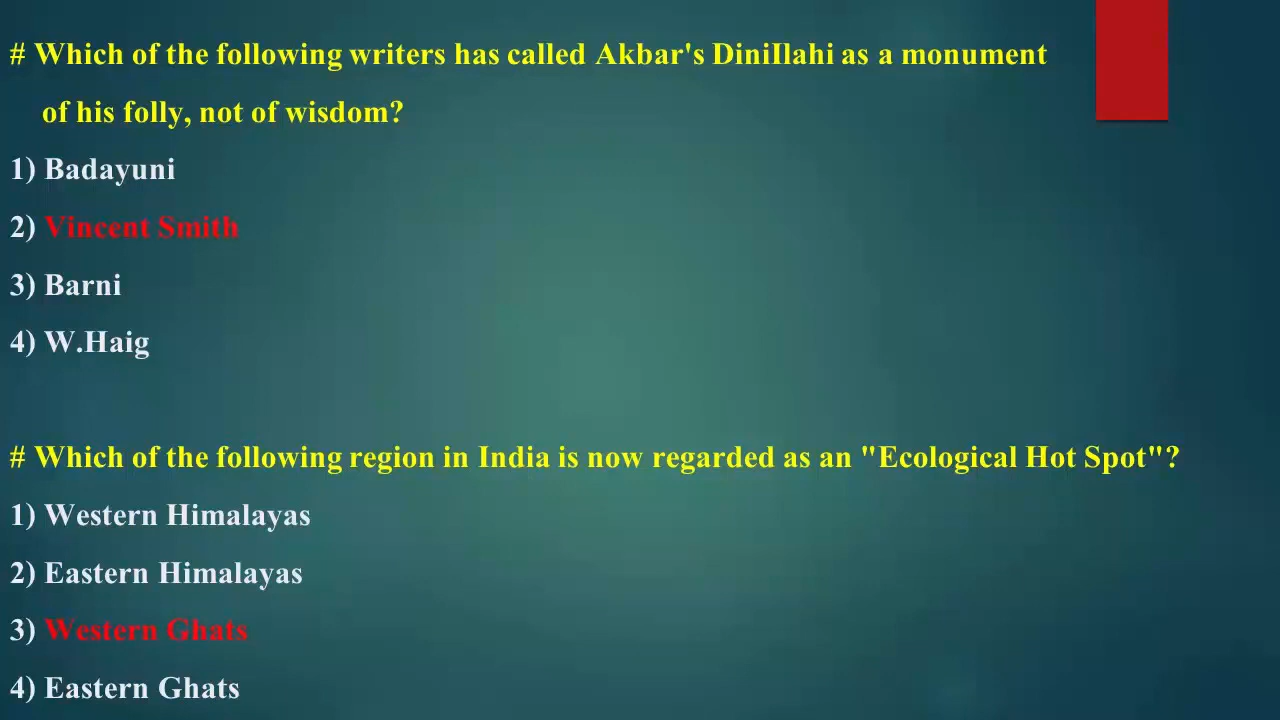 # Which of the following writers has called Akbar's DiniIlahi as a monument
of his folly, not of wisdom?
1) Badayuni
2) Vincent Smith
3) Barni
4) W.Haig
# Which of the following region in India is now regarded as an "Ecological Hot Spot"?
1) Western Himalayas
2) Eastern Himalayas
3) Western Ghats
4) Eastern Ghats